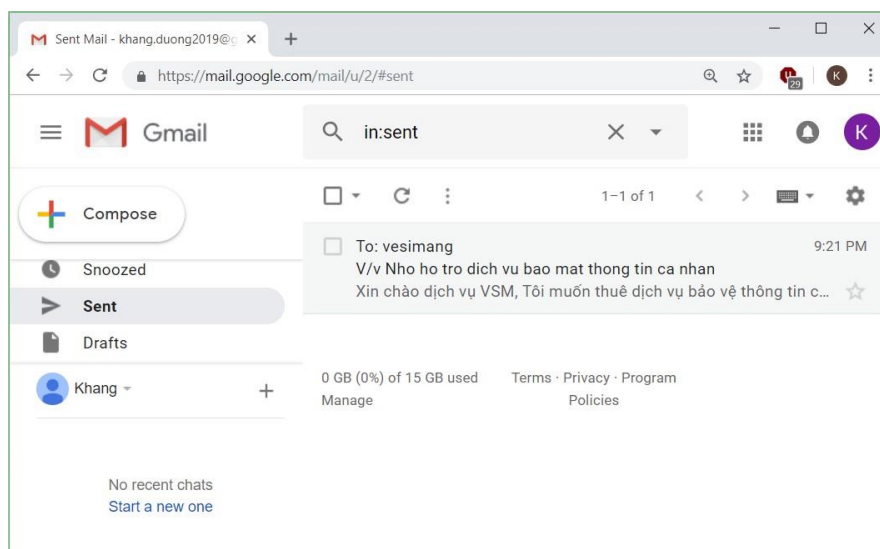 Sent Mail - khang.duong2019@g
https://mail.google.com/mail/u/2/#sent
29
K
Gmail
in:sent
K
Compose
1–1 of 1
Snoozed
Sent
Drafts
To: vesimang
9:21 PM
V/v Nho ho tro dich vu bao mat thong tin ca nhan
Xin chào dịch vụ VSM, Tôi muốn thuê dịch vụ bảo vệ thông tin c...
Khang
0 GB (0%) of 15 GB used
Manage
Terms · Privacy · Program
Policies
No recent chats
Start a new one